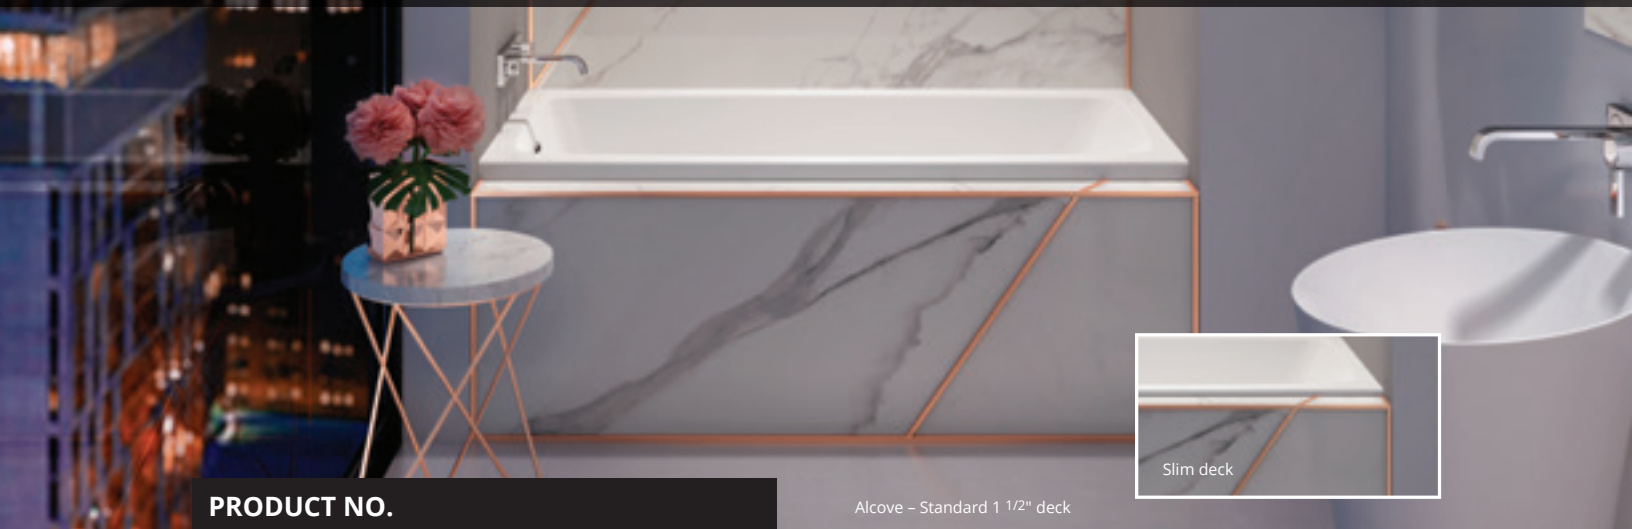 Slim deck
PRODUCT NO.
Alcove – Standard 1 1/2" deck